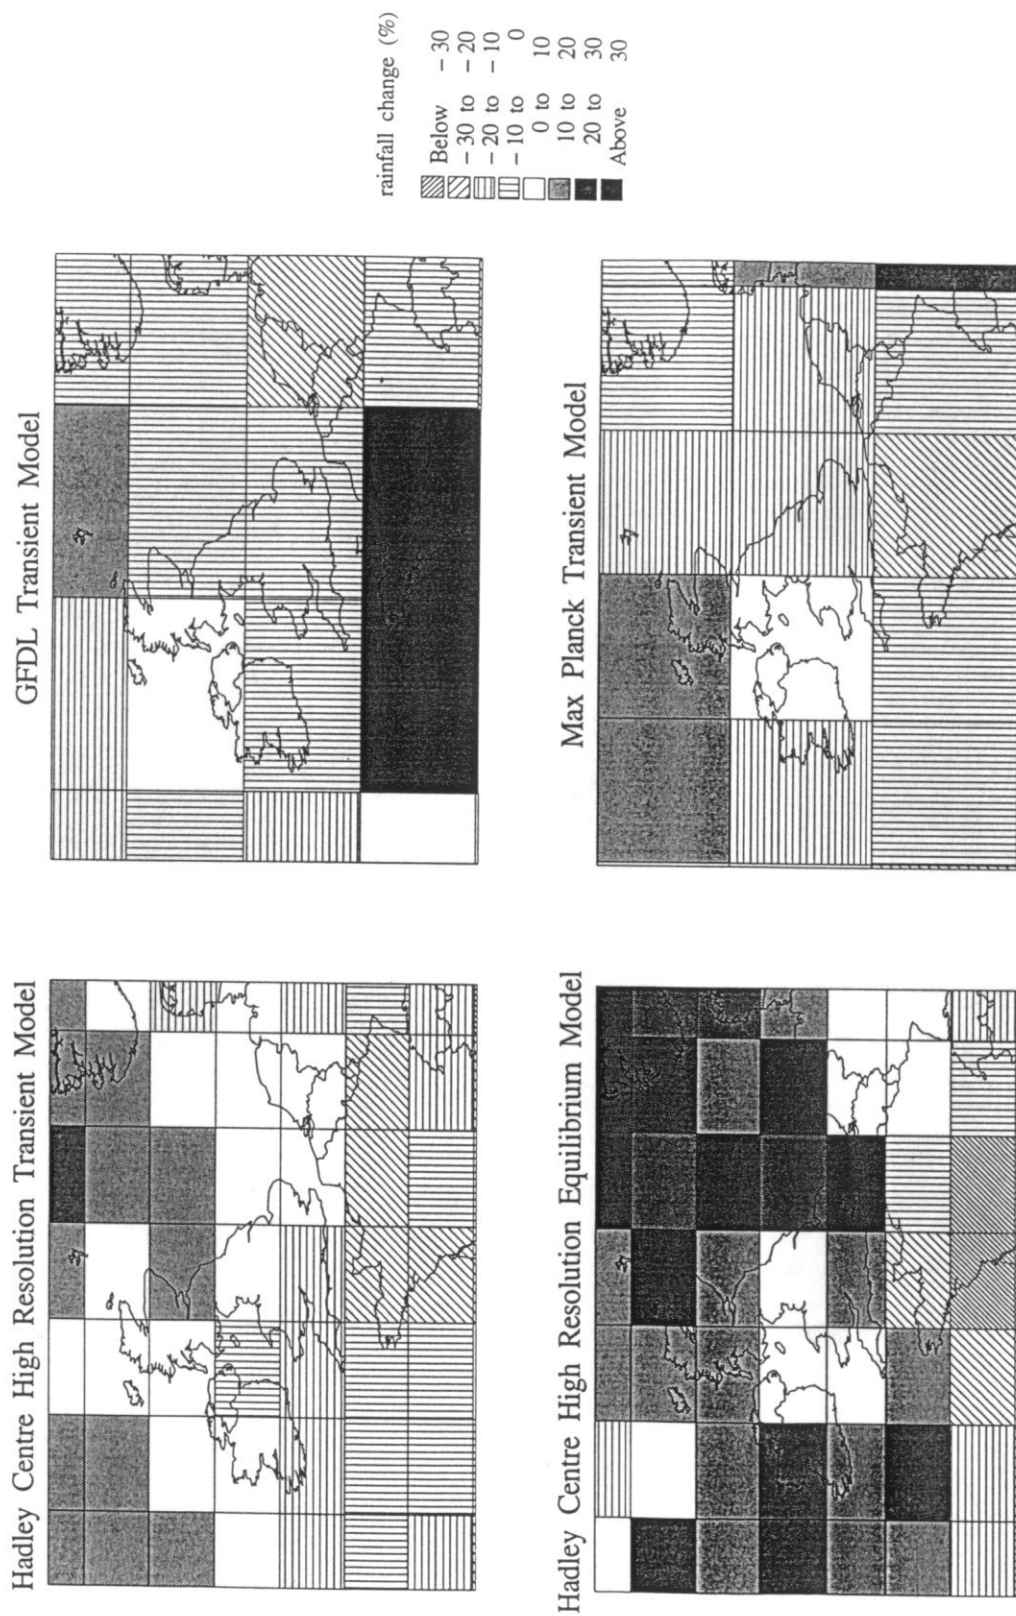 GFDL Transient Model
rainfall change (%)
Below – 30
– 30 to – 20
– 20 to – 10
– 10 to 0
0 to 10
10 to 20
20 to 30
Above 30
Max Planck Transient Model
Hadley Centre High Resolution Transient Model
Hadley Centre High Resolution Equilibrium Model